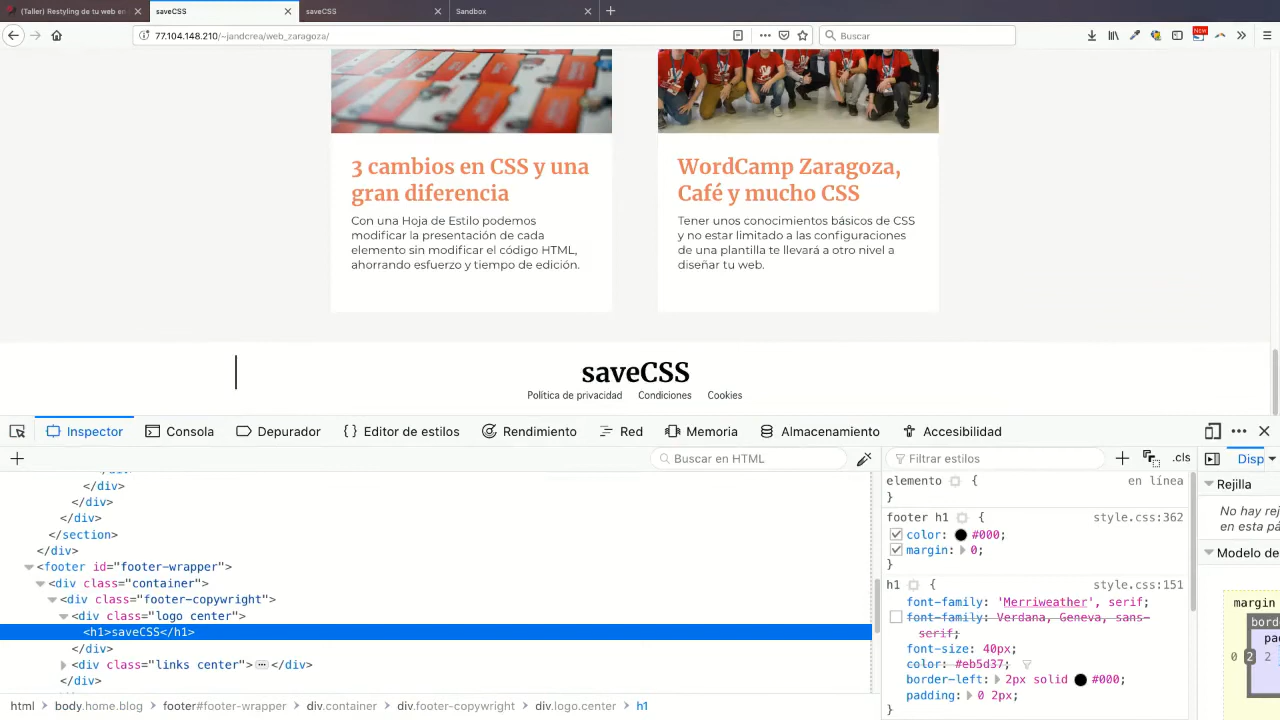 (Taller) Restyling de tu web en
saveCSS
saveCSS
Sandbox
77.104.148.210/~jandcrea/web_zaragoza/
Buscar
New
3 cambios en CSS y una
gran diferencia
Con una Hoja de Estilo podemos
modificar la presentación de cada
elemento sin modificar el código HTML,
ahorrando esfuerzo y tiempo de edición.
WordCamp Zaragoza,
Café y mucho CSS
Tener unos conocimientos básicos de CSS
y no estar limitado a las configuraciones
de una plantilla te llevará a otro nivel a
diseñar tu web.
saveCSS
Política de privacidad Condiciones Cookies
Inspector Consola Depurador Editor de estilos Rendimiento Red Memoria Almacenamiento Accesibilidad
Buscar en HTML
</div>
</div>
</div>
</section>
</div>
<footer id="footer-wrapper">
<div class="container">
<div class="footer-copywright">
<div class="logo center">
<h1>saveCSS</h1>
</div>
<div class="links center"></div>
</div>
html > body.home.blog > footer#footer-wrapper > div.container > div.footer-copywright > div.logo.center > h1
Filtrar estilos
.cls
elemento { en línea
}
footer h1 { style.css:362
color: #000;
margin: 0;
}
h1 { style.css:151
font-family: 'Merriweather', serif;
font-family: Verdana, Geneva, sans-
serif;
font-size: 40px;
color: #eb5d37;
border-left: 2px solid #000;
padding: 0 2px;
}
Disp
Rejilla
No hay rej
en esta pá
Modelo de
margin
borde
pad
0 2 2